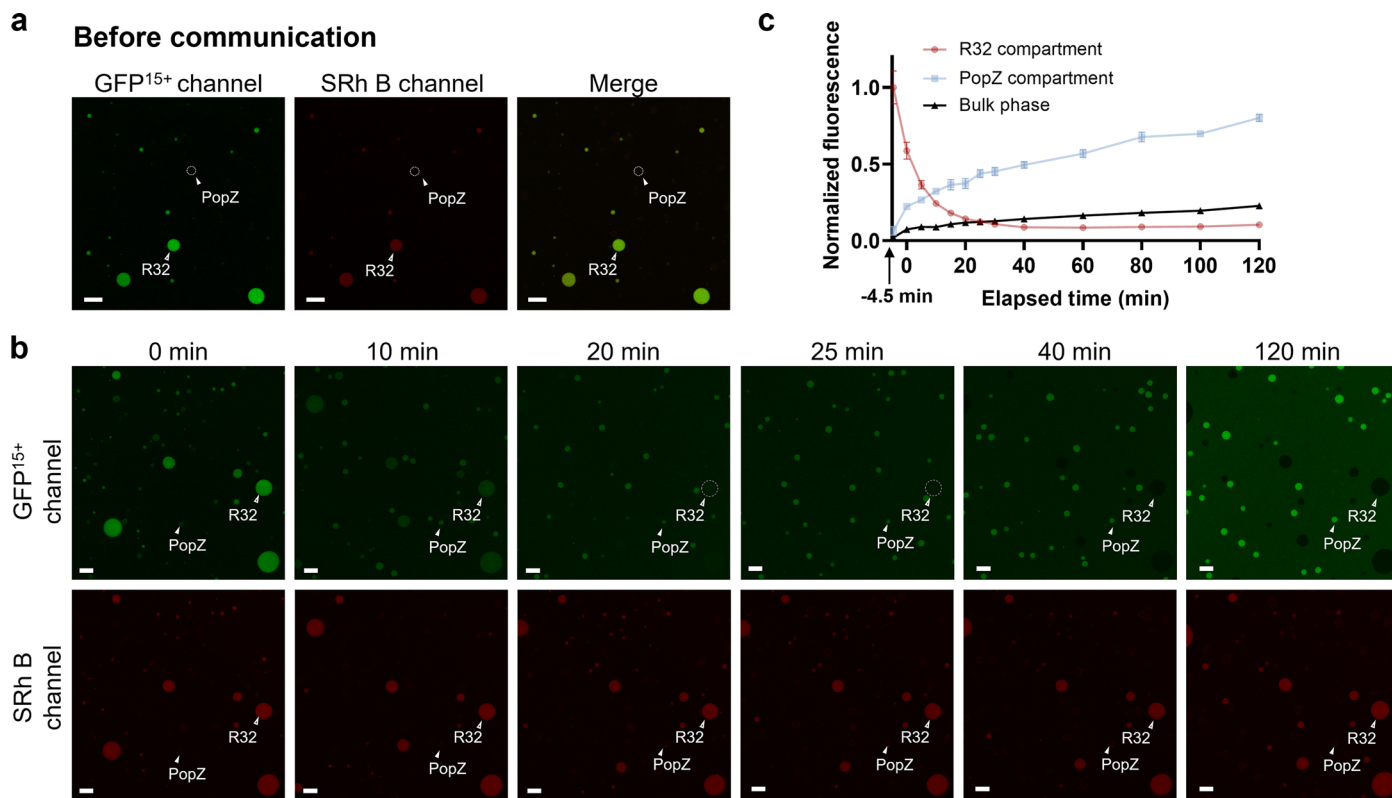 a
Before communication
GFP15+ channel
SRh B channel
Merge
PopZ
R32
PopZ
R32
PopZ
R32
c
R32 compartment
PopZ compartment
Bulk phase
Normalized fluorescence
1.0
0.5
0.0
0 20 40 60 80 100 120
-4.5 min
Elapsed time (min)
b
0 min
10 min
20 min
25 min
40 min
120 min
GFP15+
channel
R32
PopZ
R32
PopZ
R32
PopZ
R32
PopZ
R32
PopZ
R32
PopZ
SRh B
channel
R32
PopZ
R32
PopZ
R32
PopZ
R32
PopZ
R32
PopZ
R32
PopZ